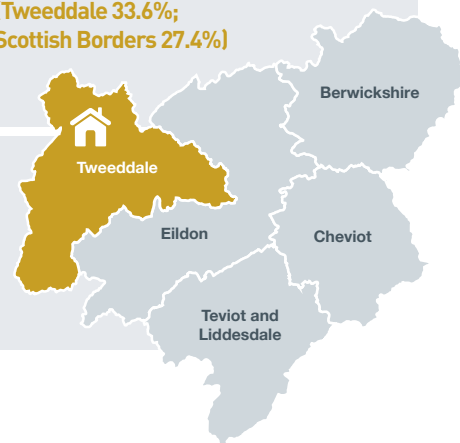 Tweeddale 33.6%;
Scottish Borders 27.4%)
Berwickshire
Tweeddale
Eildon
Cheviot
Teviot and
Liddesdale